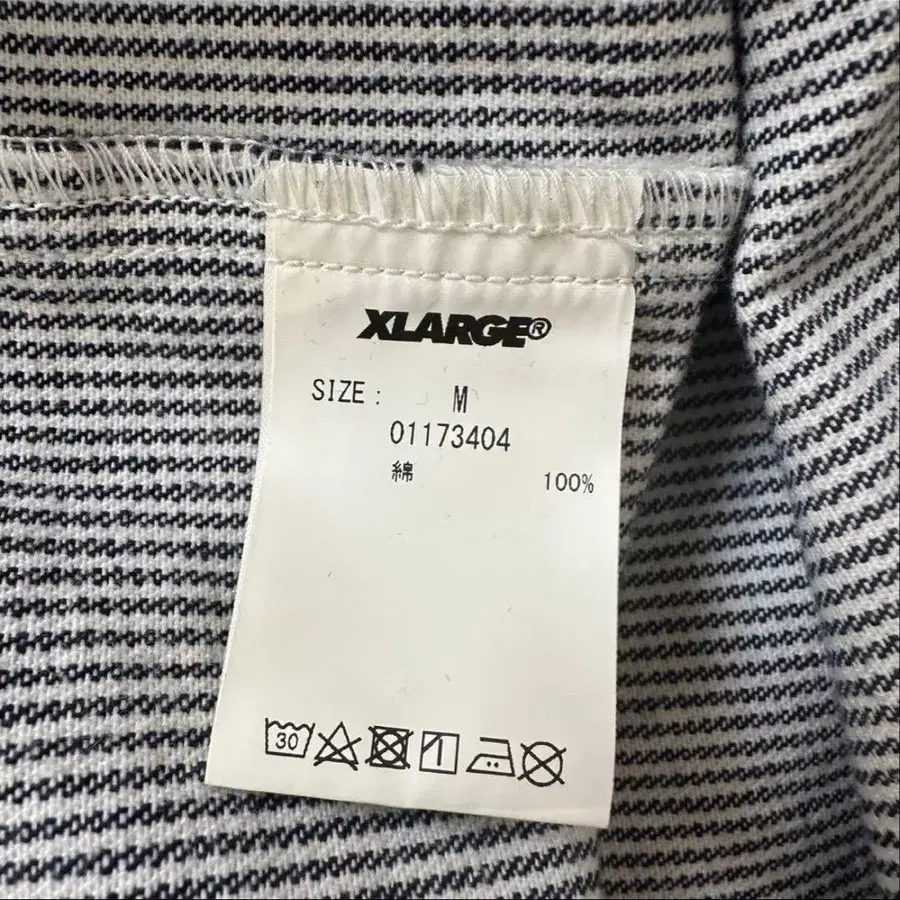 XLARGE®
SIZE : M
01173404
綿 100%
30